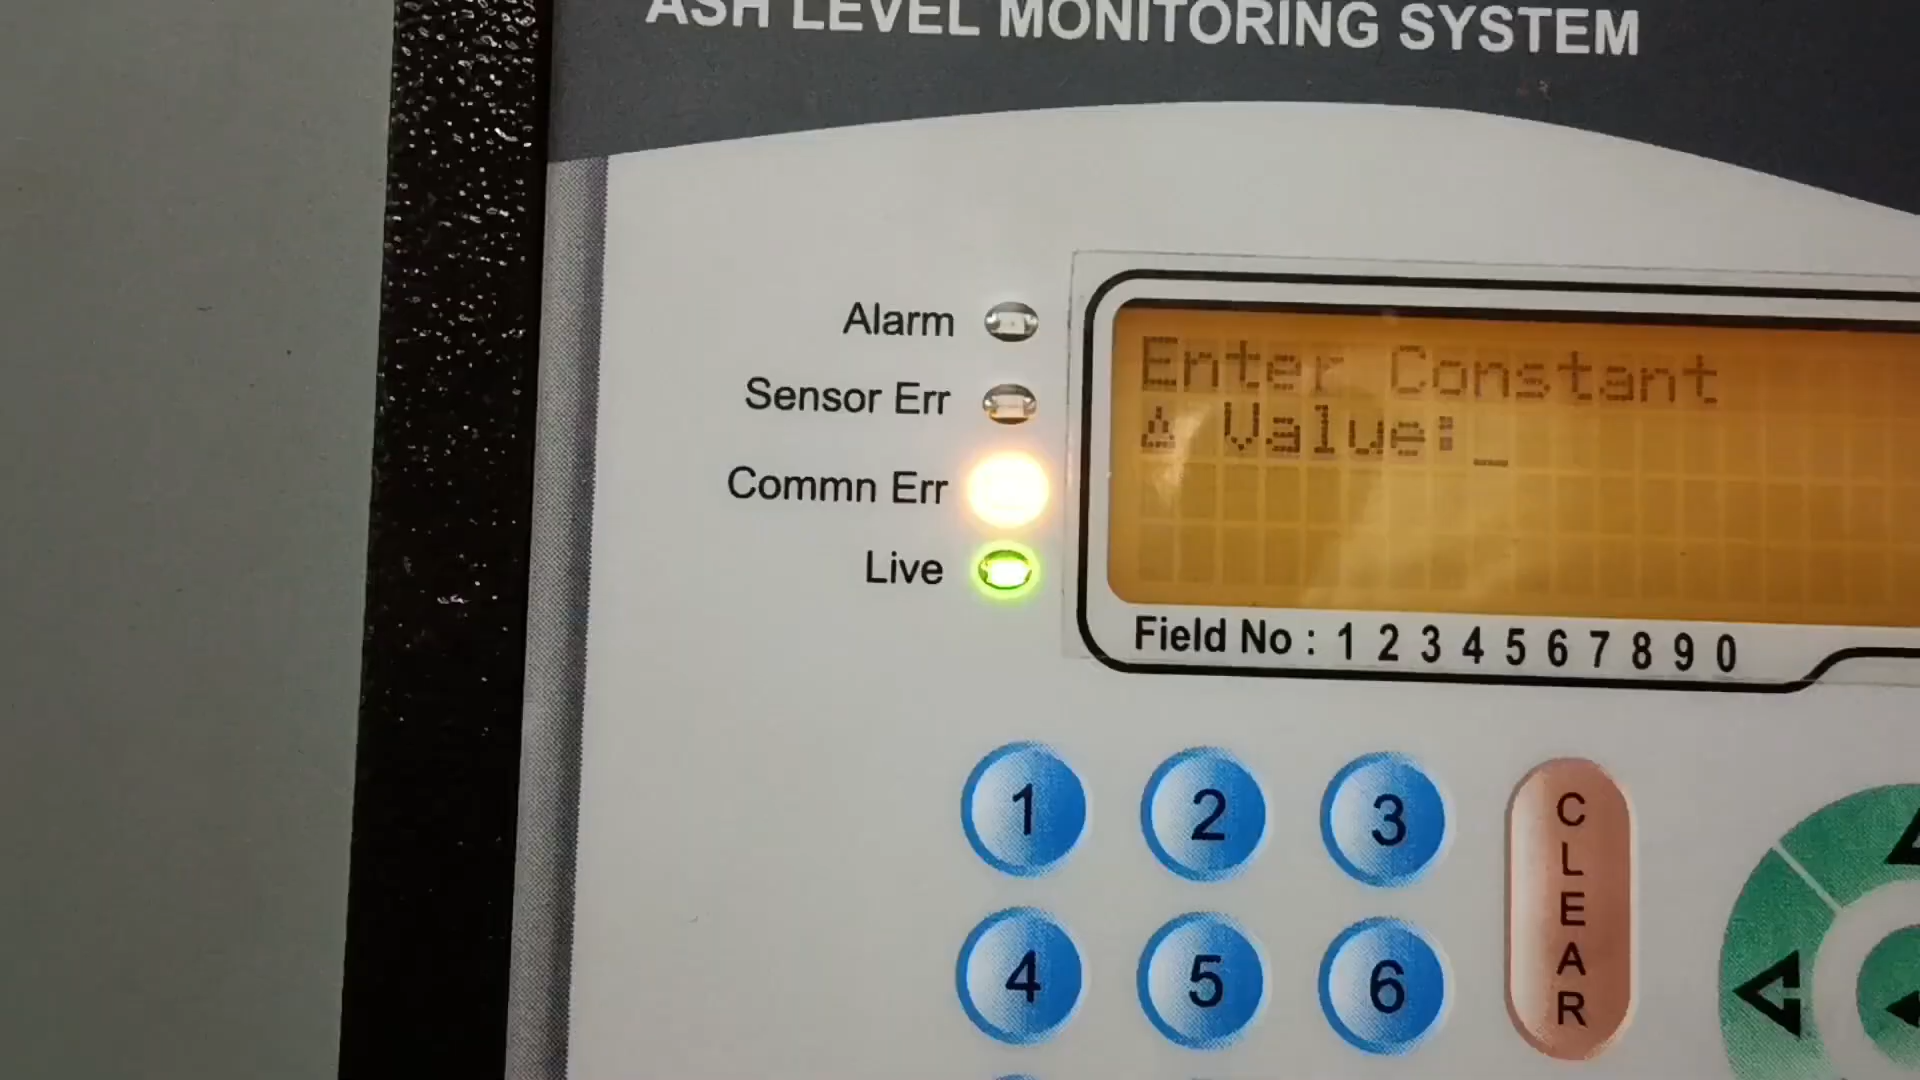 ASH LEVEL MONITORING SYSTEM
Alarm
Sensor Err
Commn Err
Live
Enter Constant
Δ Value:_
Field No : 1 2 3 4 5 6 7 8 9 0
1 2 3
4 5 6
CLEAR